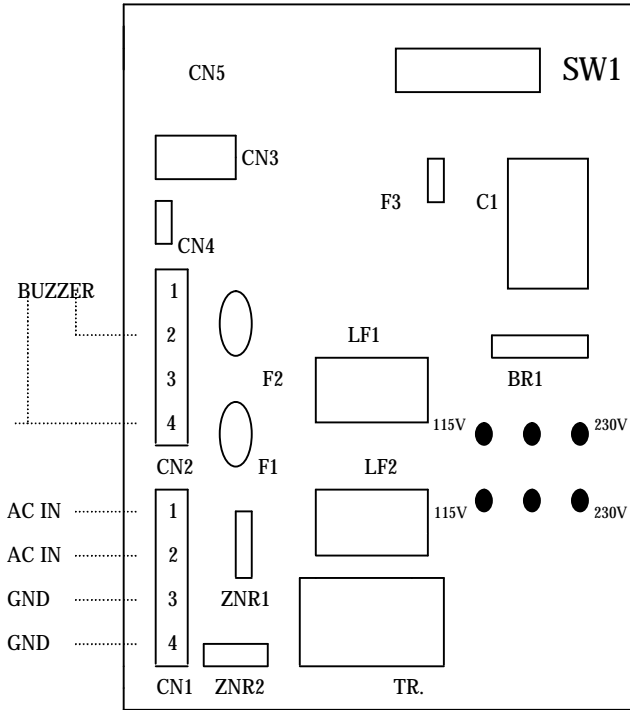 CN5
SW1
CN3
F3
C1
CN4
BUZZER
1
2
3
4
F2
LF1
BR1
115V
230V
CN2
F1
LF2
115V
230V
AC IN
1
AC IN
2
GND
3
GND
4
ZNR1
CN1
ZNR2
TR.